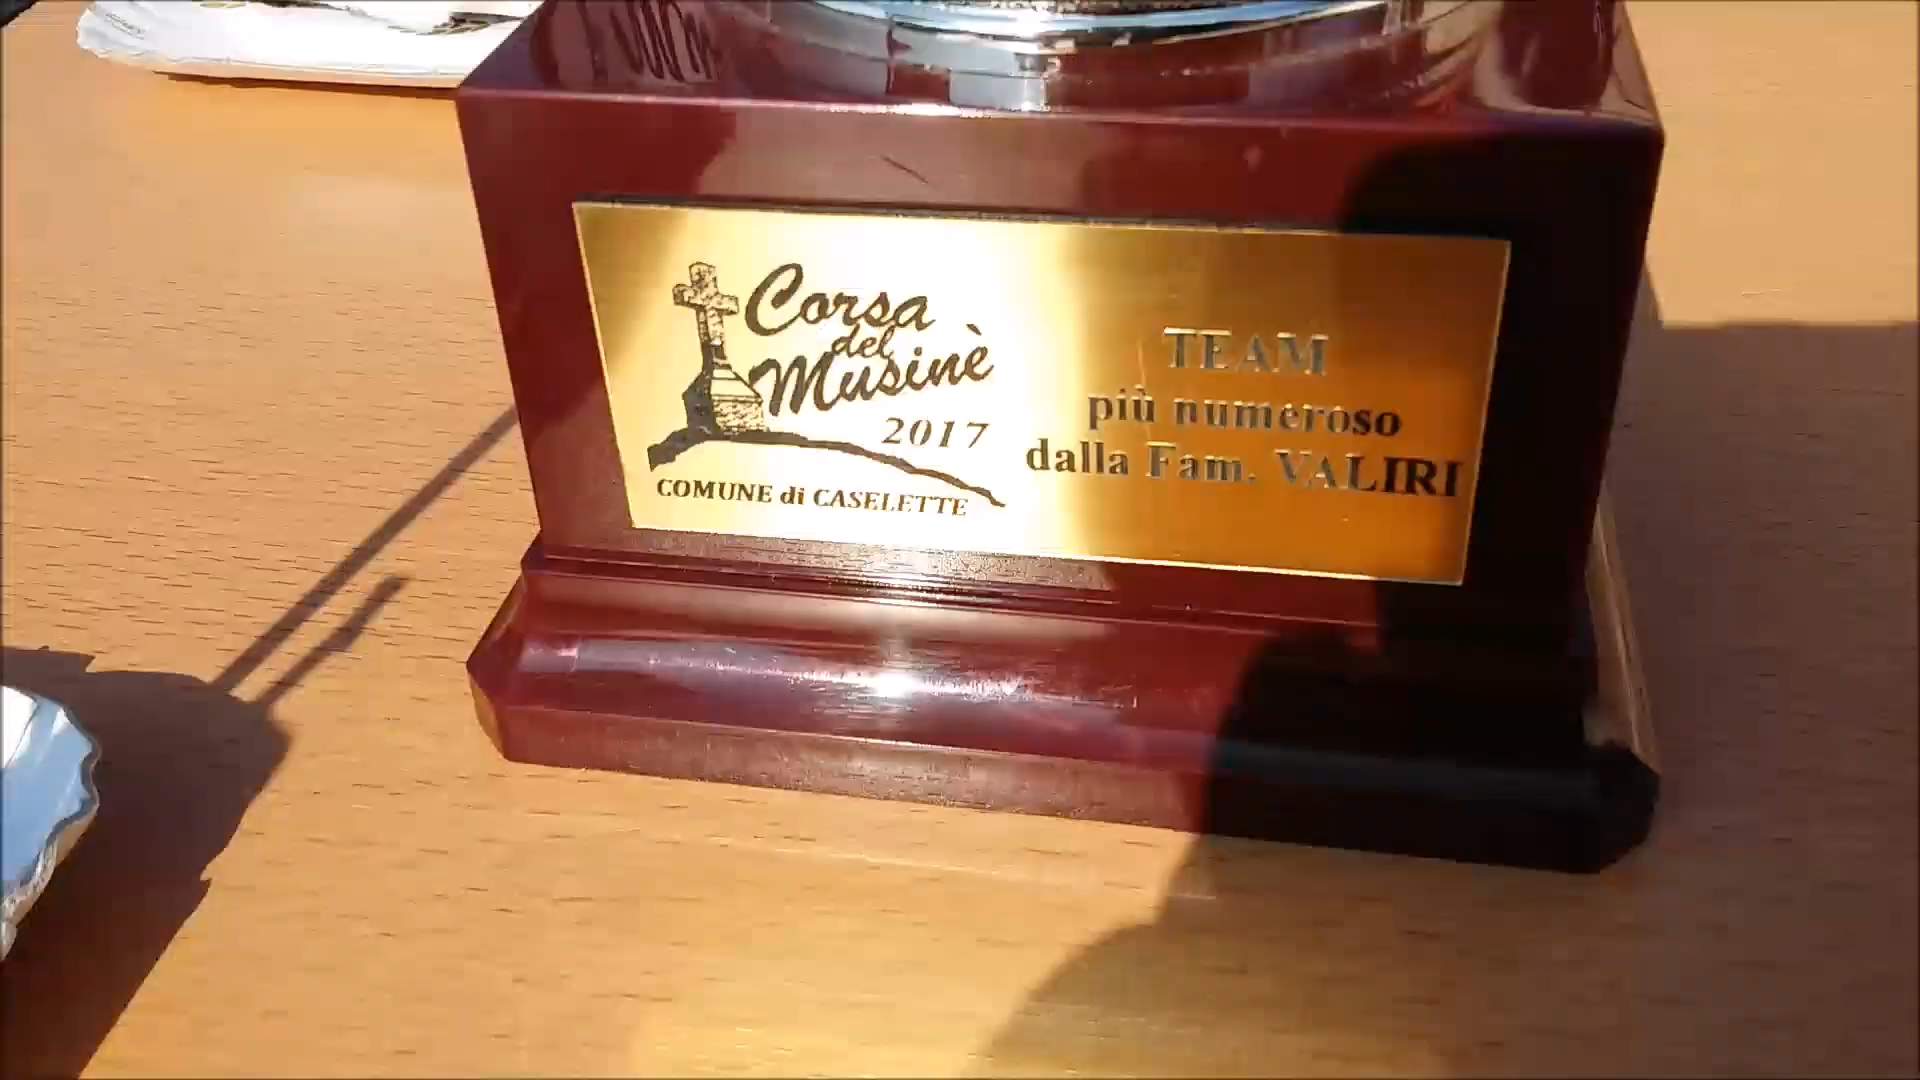 Corsa
del
Musinè
2017
COMUNE di CASELETTE
TEAM
più numeroso
dalla Fam. VALIRI